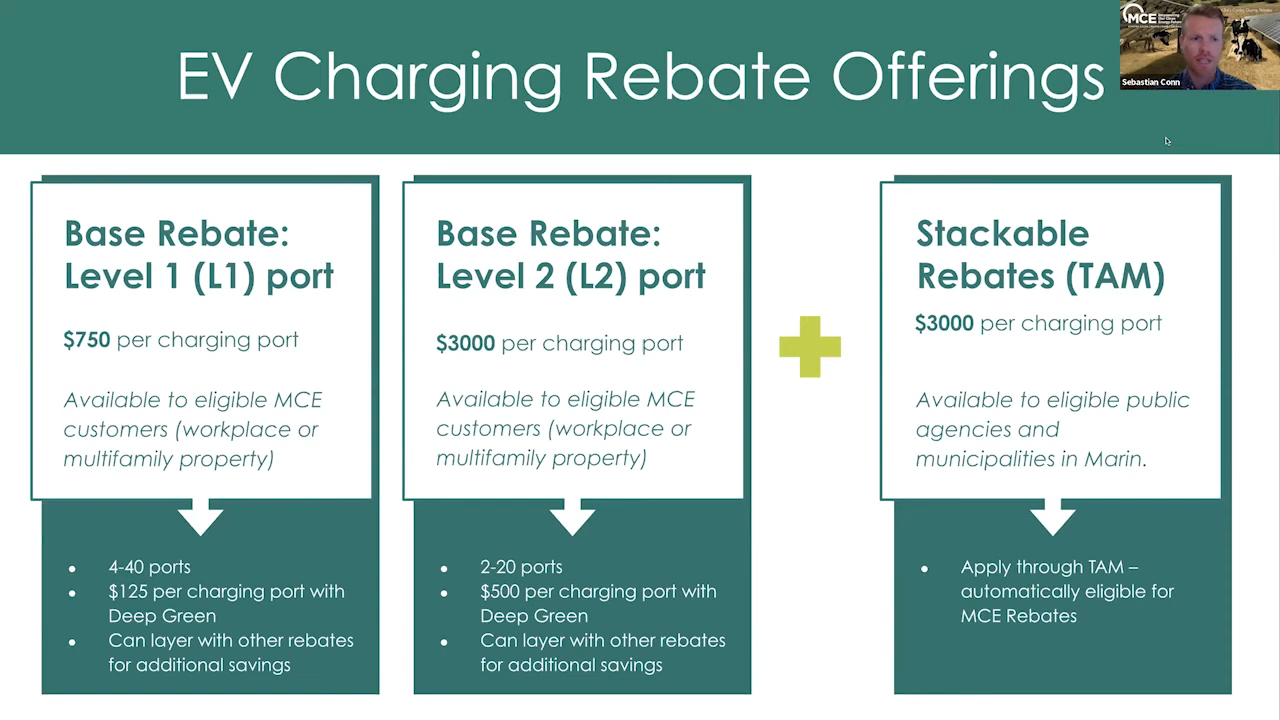 EV Charging Rebate Offerings
MCE
Sebastian Conn
Base Rebate:
Level 1 (L1) port
$750 per charging port
Available to eligible MCE
customers (workplace or
multifamily property)
4-40 ports
$125 per charging port with
Deep Green
Can layer with other rebates
for additional savings
Base Rebate:
Level 2 (L2) port
$3000 per charging port
Available to eligible MCE
customers (workplace or
multifamily property)
2-20 ports
$500 per charging port with
Deep Green
Can layer with other rebates
for additional savings
Stackable
Rebates (TAM)
$3000 per charging port
Available to eligible public
agencies and
municipalities in Marin.
Apply through TAM –
automatically eligible for
MCE Rebates